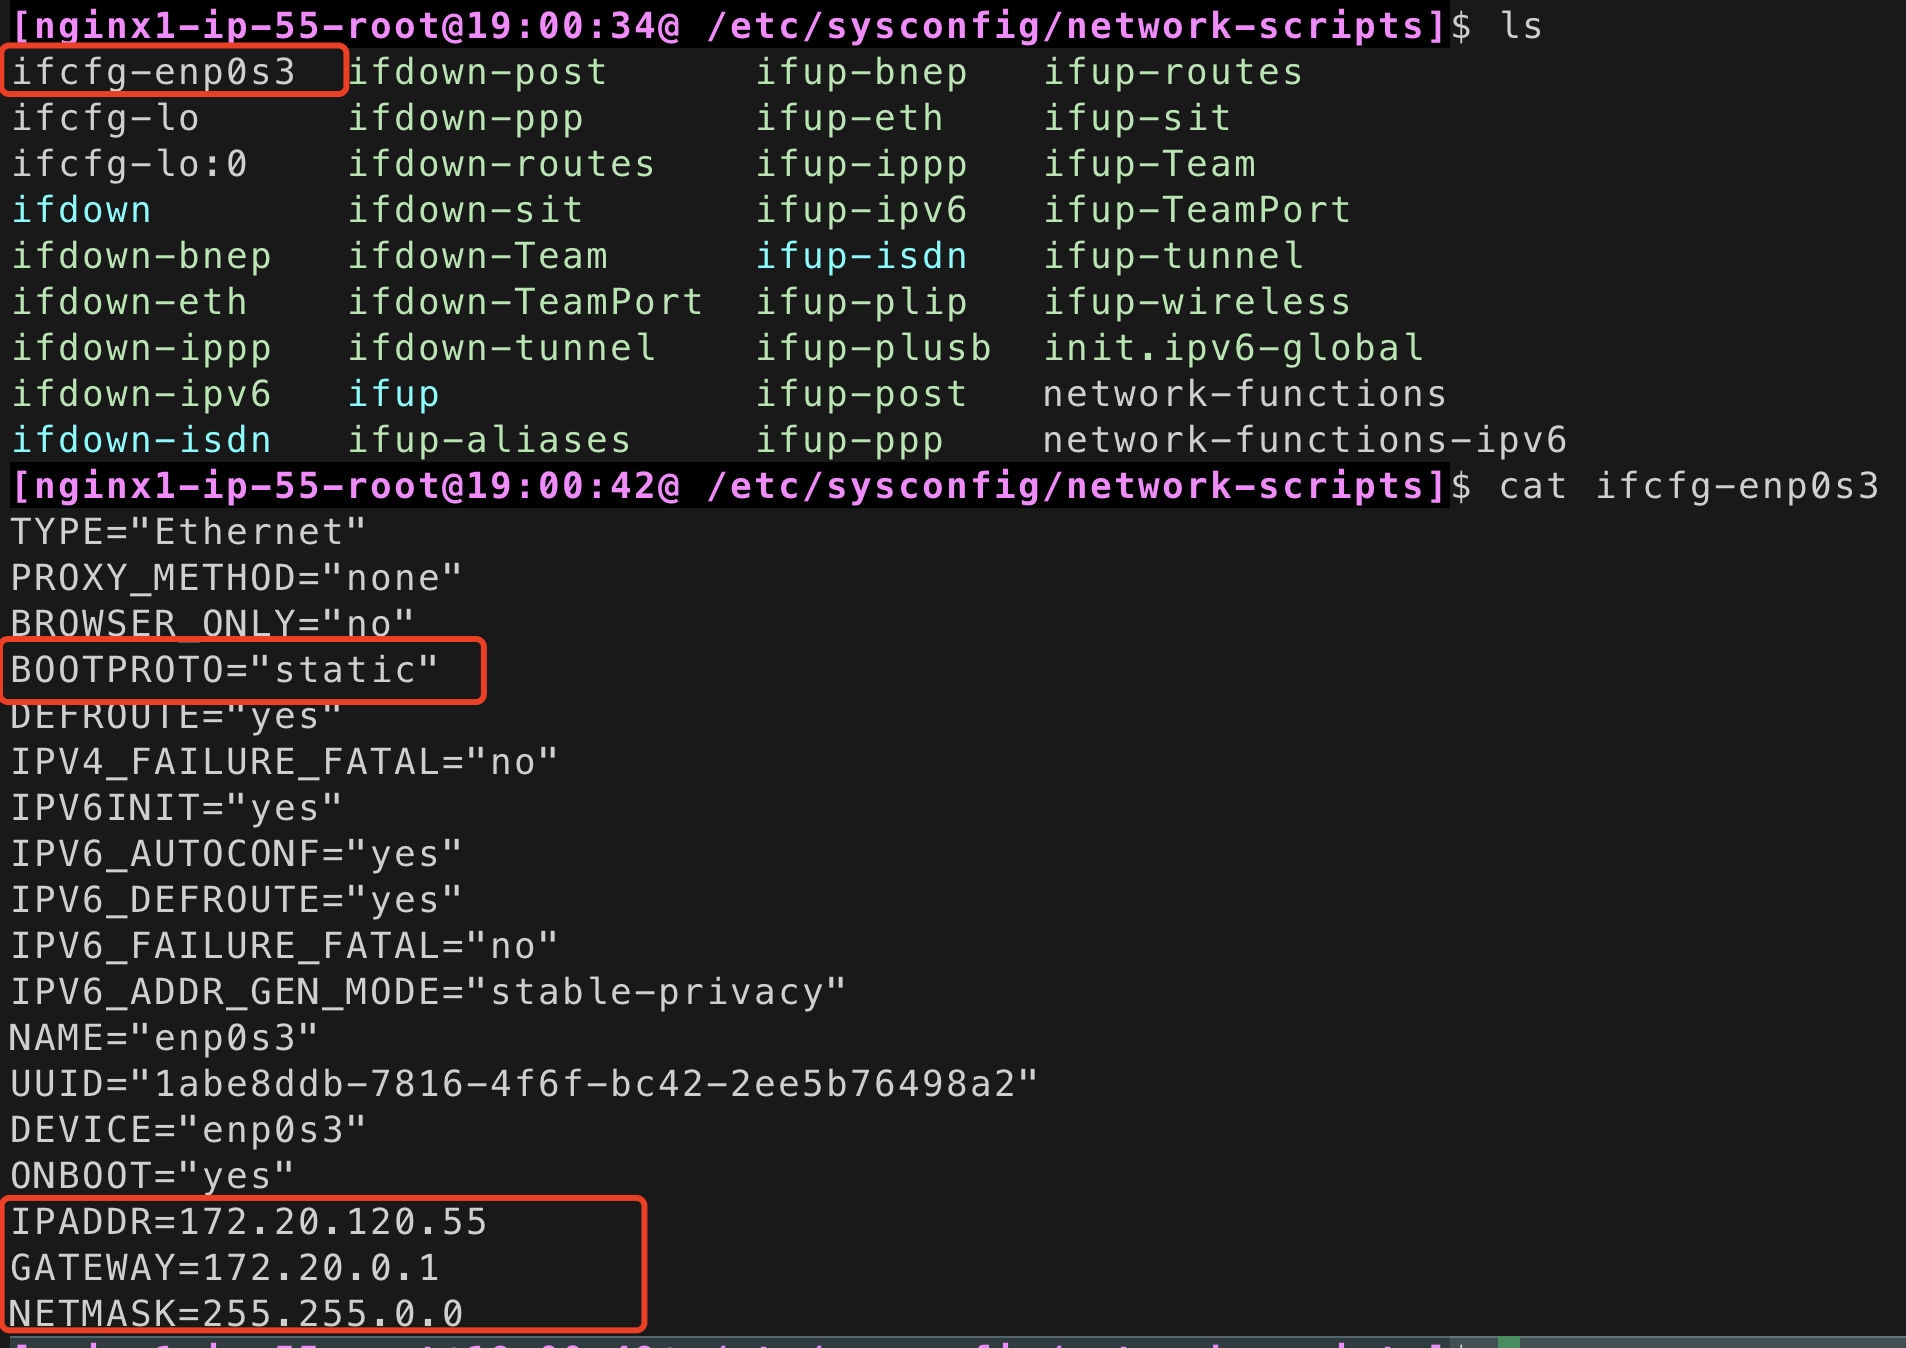 [nginx1-ip-55-root@19:00:34@ /etc/sysconfig/network-scripts]$ ls
ifcfg-enp0s3 ifdown-post ifup-bnep ifup-routes
ifcfg-lo ifdown-ppp ifup-eth ifup-sit
ifcfg-lo:0 ifdown-routes ifup-ippp ifup-Team
ifdown ifdown-sit ifup-ipv6 ifup-TeamPort
ifdown-bnep ifdown-Team ifup-isdn ifup-tunnel
ifdown-eth ifdown-TeamPort ifup-plip ifup-wireless
ifdown-ippp ifdown-tunnel ifup-plusb init.ipv6-global
ifdown-ipv6 ifup ifup-post network-functions
ifdown-isdn ifup-aliases ifup-ppp network-functions-ipv6
[nginx1-ip-55-root@19:00:42@ /etc/sysconfig/network-scripts]$ cat ifcfg-enp0s3
TYPE="Ethernet"
PROXY_METHOD="none"
BROWSER_ONLY="no"
BOOTPROTO="static"
DEFROUTE="yes"
IPV4_FAILURE_FATAL="no"
IPV6INIT="yes"
IPV6_AUTOCONF="yes"
IPV6_DEFROUTE="yes"
IPV6_FAILURE_FATAL="no"
IPV6_ADDR_GEN_MODE="stable-privacy"
NAME="enp0s3"
UUID="1abe8ddb-7816-4f6f-bc42-2ee5b76498a2"
DEVICE="enp0s3"
ONBOOT="yes"
IPADDR=172.20.120.55
GATEWAY=172.20.0.1
NETMASK=255.255.0.0